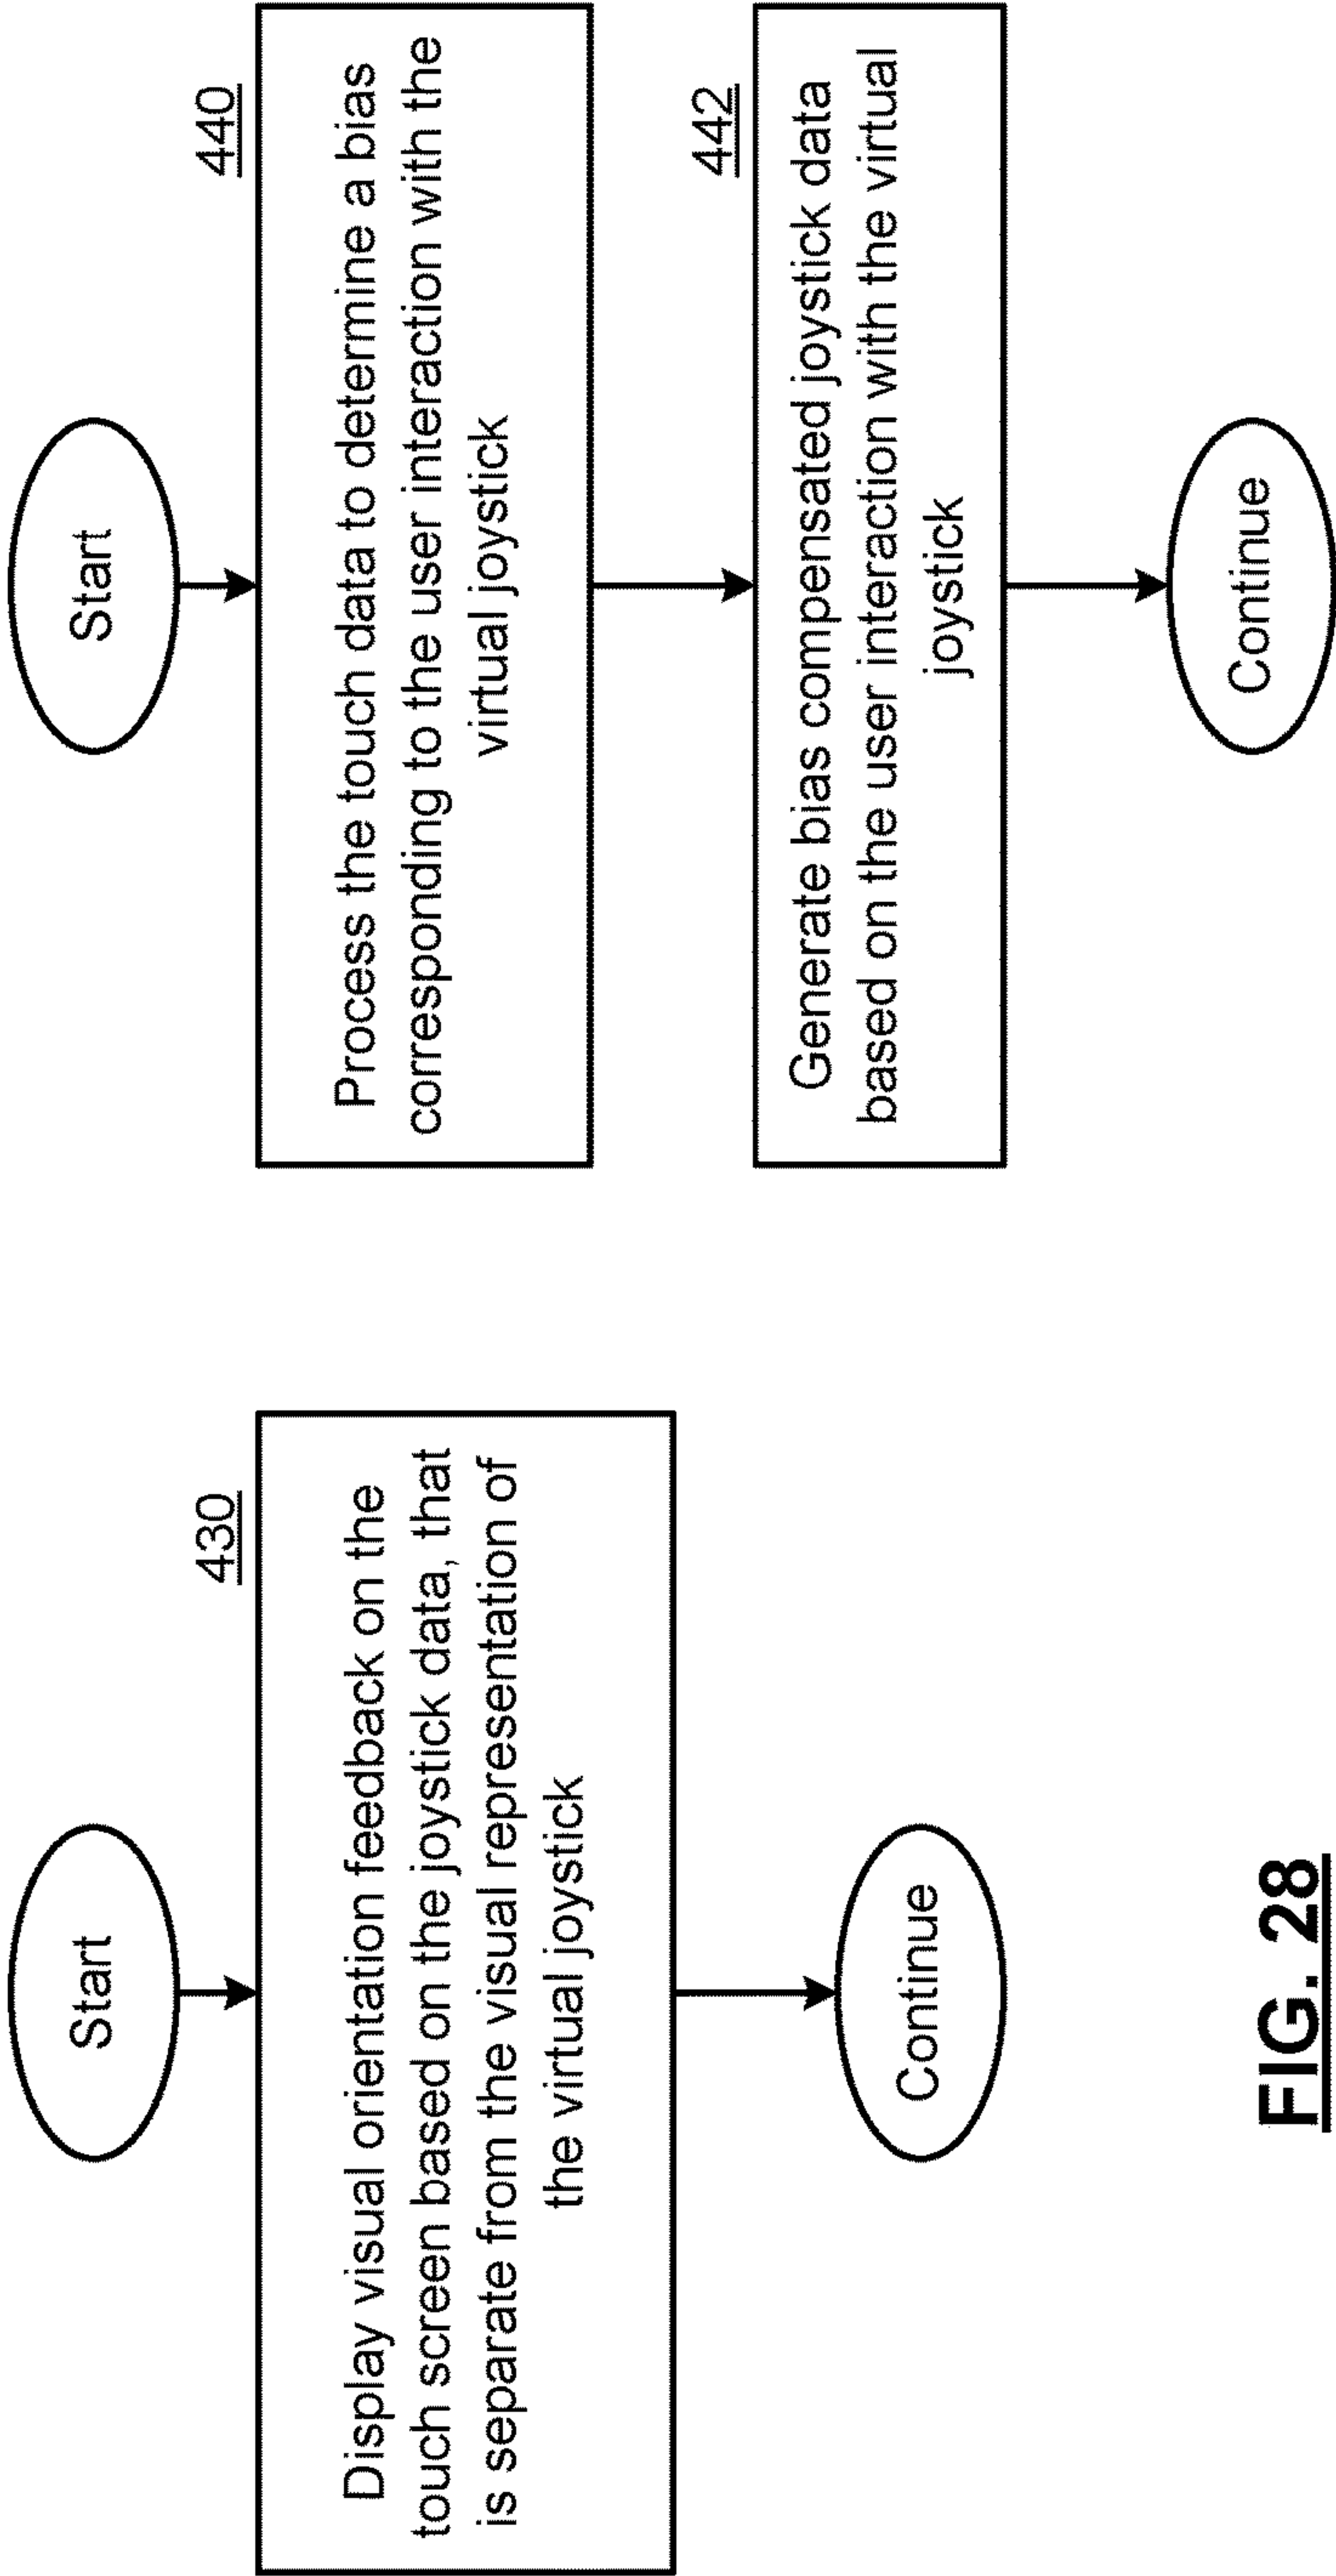 Start
430
Display visual orientation feedback on the
touch screen based on the joystick data, that
is separate from the visual representation of
the virtual joystick
Continue
FIG. 28
Start
440
Process the touch data to determine a bias
corresponding to the user interaction with the
virtual joystick
442
Generate bias compensated joystick data
based on the user interaction with the virtual
joystick
Continue